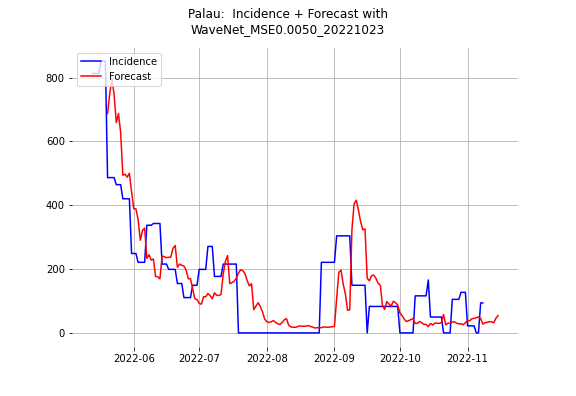 Palau:  Incidence + Forecast with
WaveNet_MSE0.0050_20221023
Incidence
Forecast
800
600
400
200
0
2022-06
2022-07
2022-08
2022-09
2022-10
2022-11